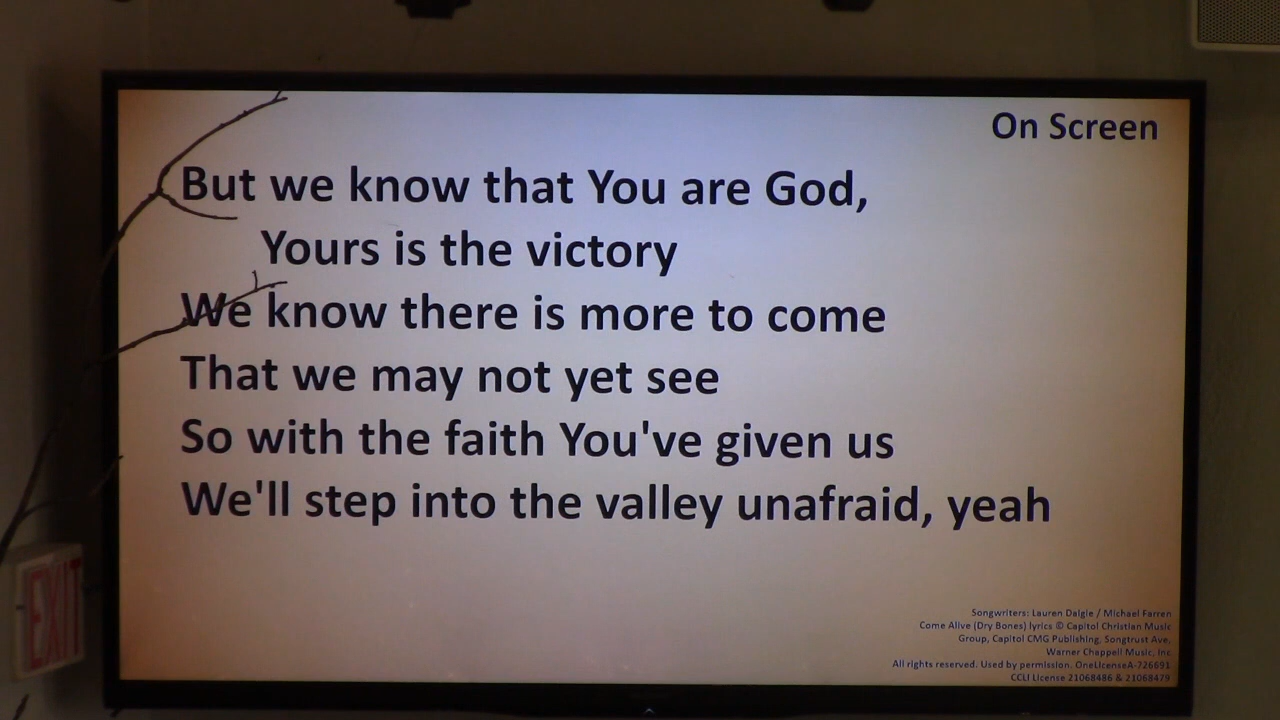 On Screen
But we know that You are God,
Yours is the victory
We know there is more to come
That we may not yet see
So with the faith You've given us
We'll step into the valley unafraid, yeah
Songwriters: Lauren Daigle / Michael Farren
Come Alive (Dry Bones) lyrics © Capitol Christian Music
Group, Capitol CMG Publishing, Songtrust Ave,
Warner Chappell Music, Inc
All rights reserved. Used by permission. OneLicenseA-726691
CCLI License 21068486 & 21068479
EXIT